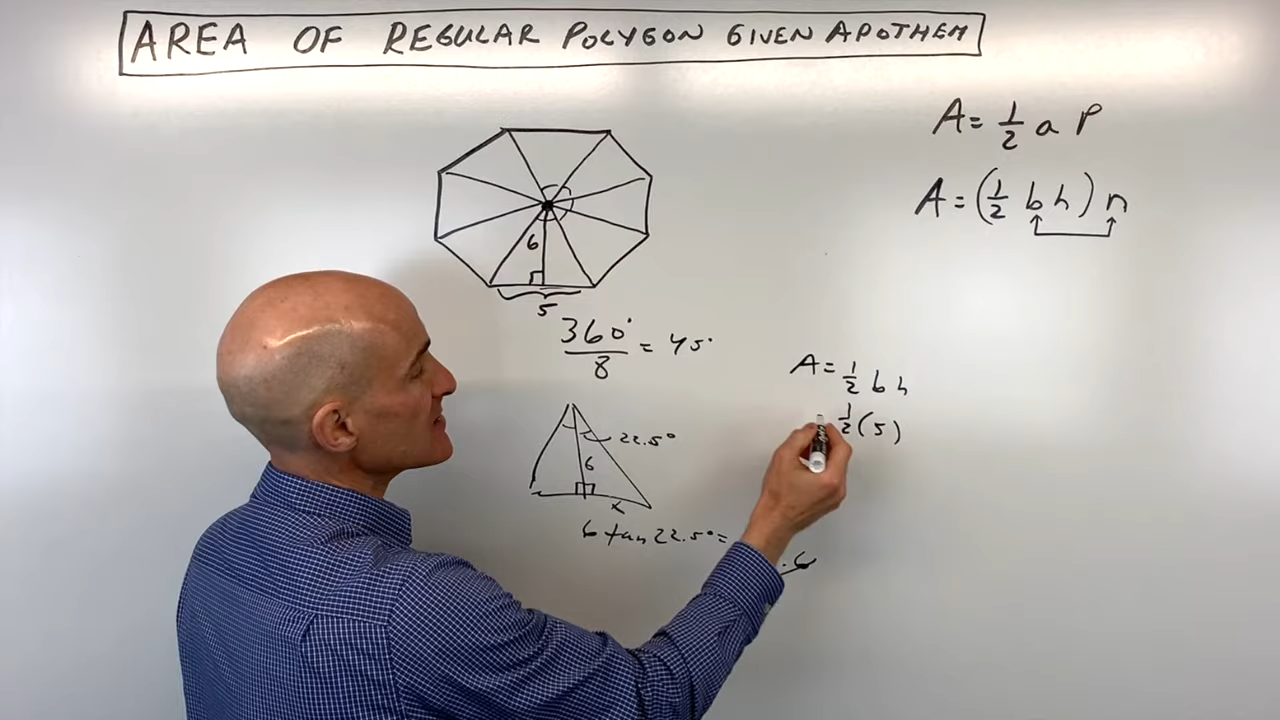 AREA OF REGULAR POLYGON GIVEN APOTHEM
A = 1/2 a P
A = (1/2 b h) n
6
5
360°/8 = 45°
A = 1/2 b h
1/2 (5)
22.5°
6
x
6 tan 22.5° =
.6